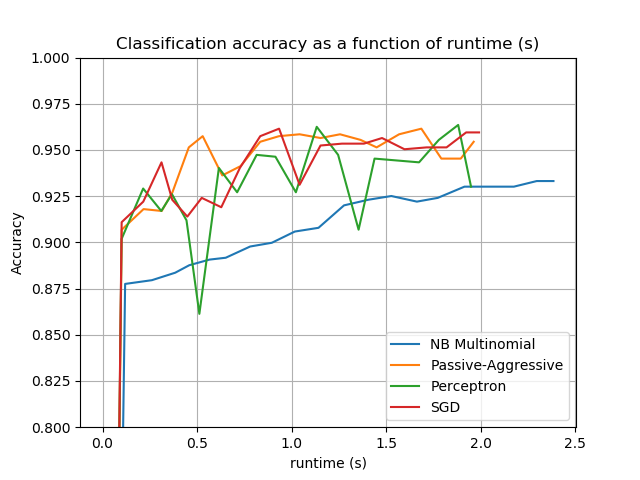 Classification accuracy as a function of runtime (s)
1.000
0.975
0.950
0.925
0.900
0.875
0.850
0.825
0.800
Accuracy
NB Multinomial
Passive-Aggressive
Perceptron
SGD
0.0 0.5 1.0 1.5 2.0 2.5
runtime (s)